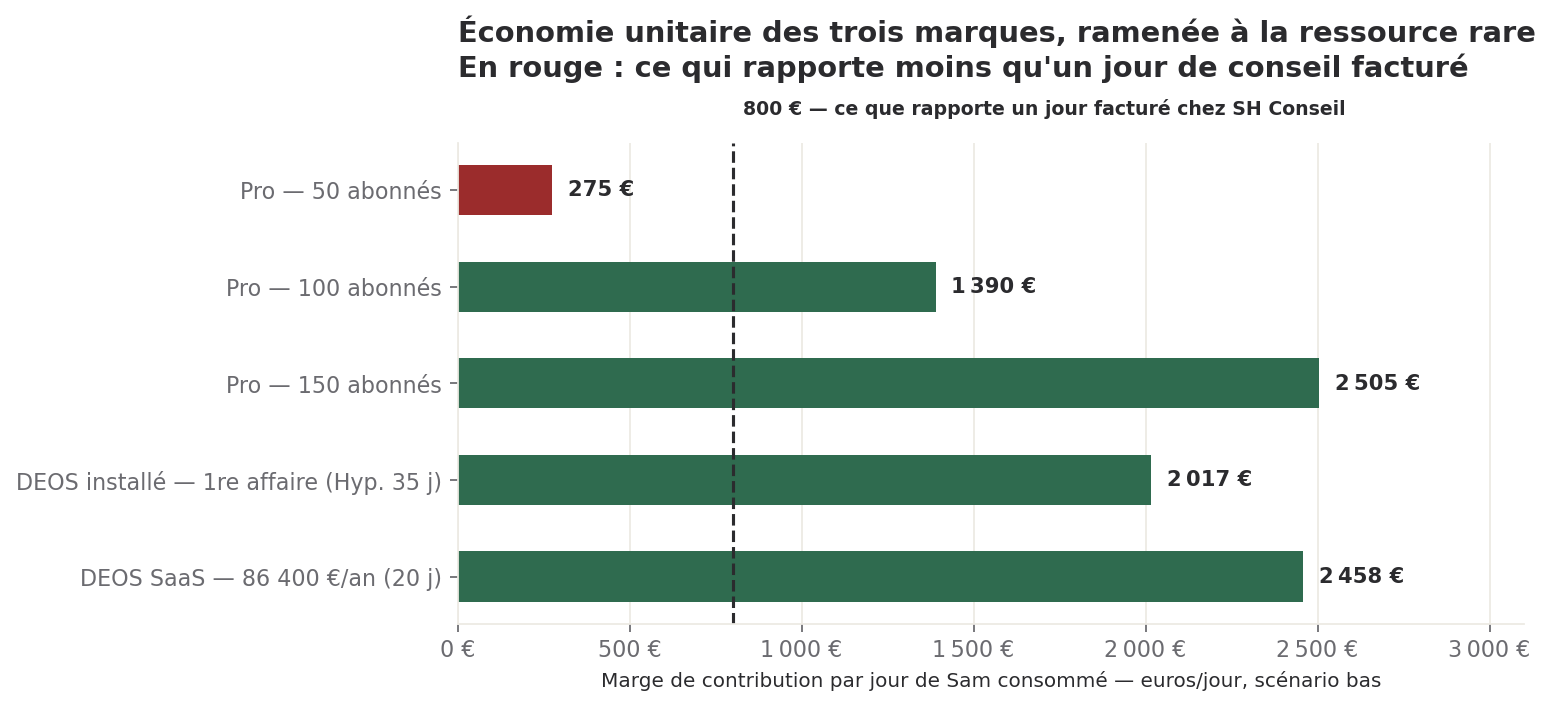 Économie unitaire des trois marques, ramenée à la ressource rare
En rouge : ce qui rapporte moins qu'un jour de conseil facturé
800 € — ce que rapporte un jour facturé chez SH Conseil
Pro — 50 abonnés
275 €
Pro — 100 abonnés
1 390 €
Pro — 150 abonnés
2 505 €
DEOS installé — 1re affaire (Hyp. 35 j)
2 017 €
DEOS SaaS — 86 400 €/an (20 j)
2 458 €
0 €
500 €
1 000 €
1 500 €
2 000 €
2 500 €
3 000 €
Marge de contribution par jour de Sam consommé — euros/jour, scénario bas